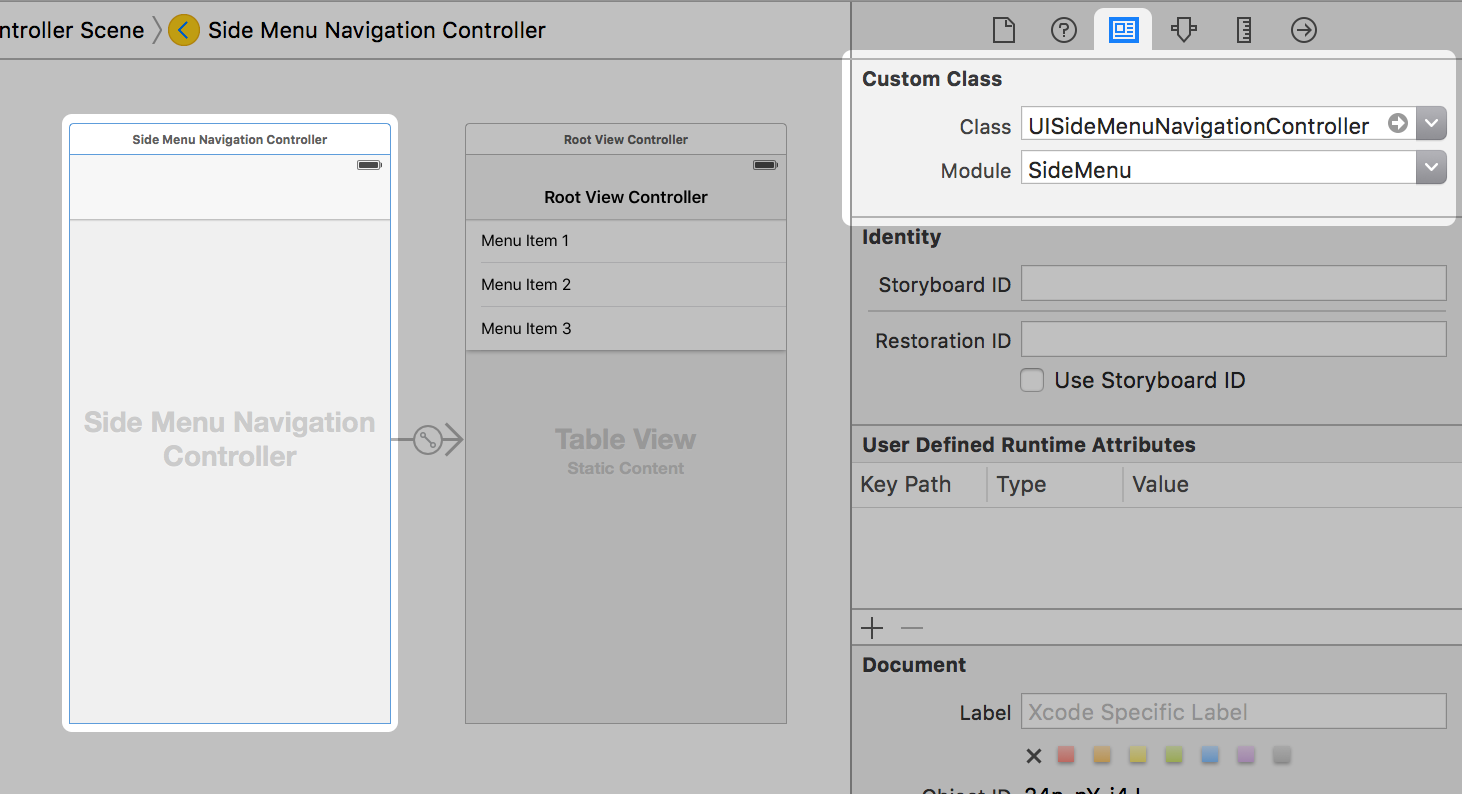 ntroller Scene
Side Menu Navigation Controller
Side Menu Navigation Controller
Side Menu Navigation
Controller
Root View Controller
Root View Controller
Menu Item 1
Menu Item 2
Menu Item 3
Table View
Static Content
Custom Class
Class UISideMenuNavigationController
Module SideMenu
Identity
Storyboard ID
Restoration ID
Use Storyboard ID
User Defined Runtime Attributes
Key Path Type Value
Document
Label Xcode Specific Label
Object ID